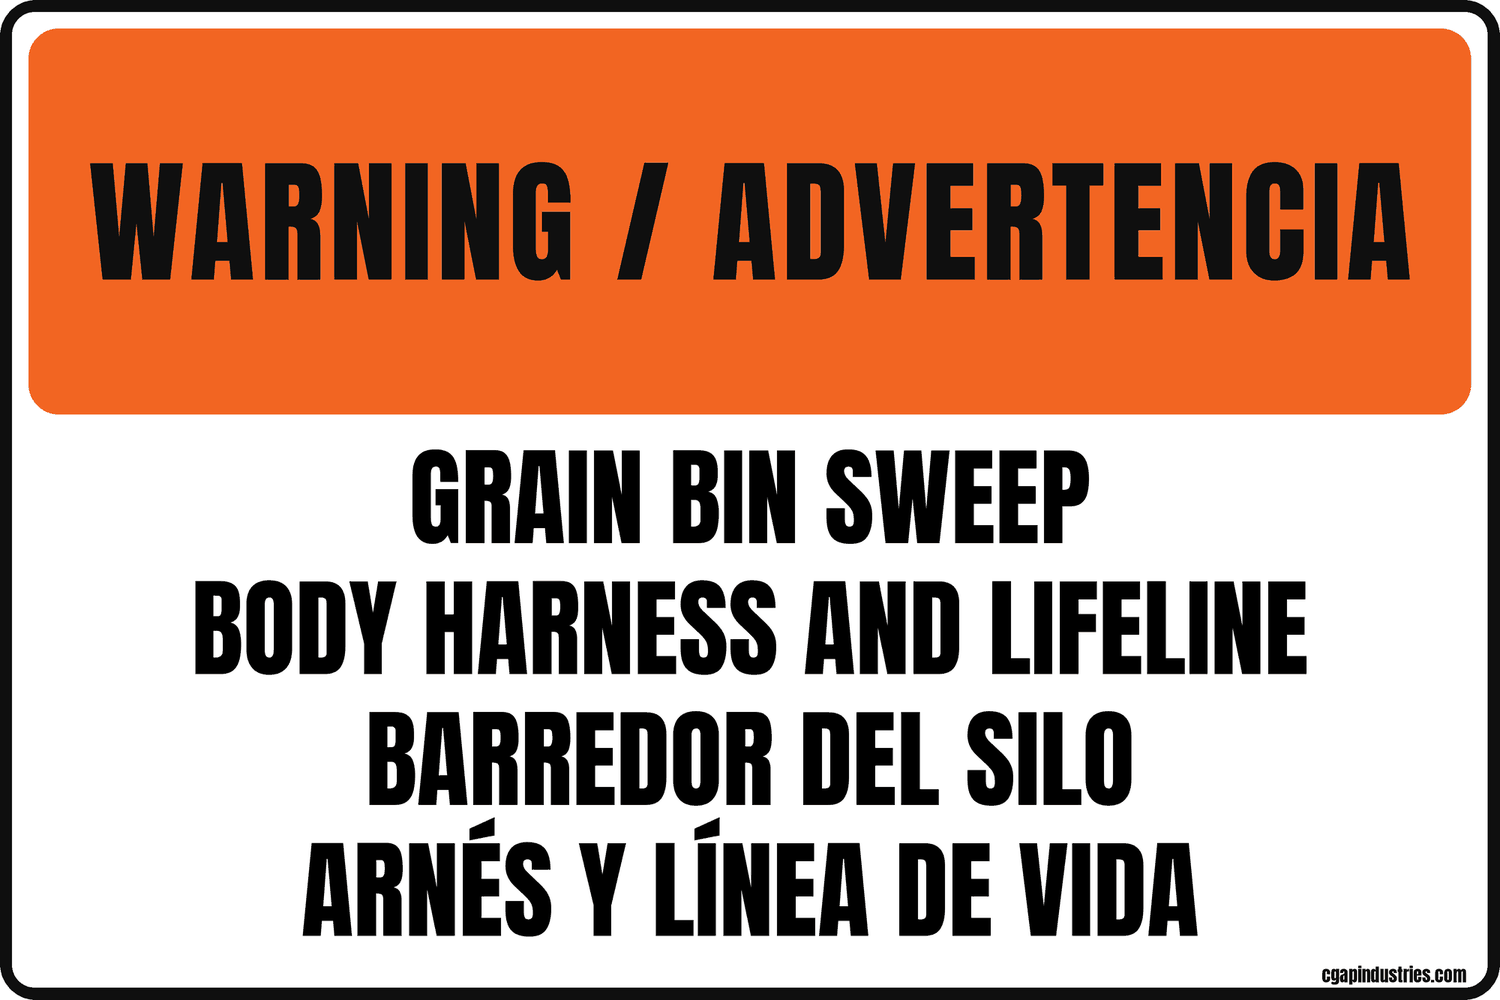 WARNING / ADVERTENCIA
GRAIN BIN SWEEP
BODY HARNESS AND LIFELINE
BARREDOR DEL SILO
ARNÉS Y LÍNEA DE VIDA
cgapindustries.com